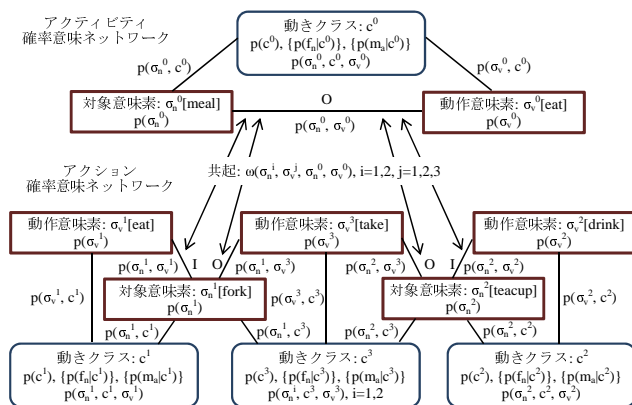 アクティビティ
確率意味ネットワーク
動きクラス: c⁰
p(c⁰), {p(fₙ|c⁰)}, {p(mₐ|c⁰)}
p(σₙ⁰, c⁰, σᵥ⁰)
p(σₙ⁰, c⁰)
p(σᵥ⁰, c⁰)
対象意味素: σₙ⁰[meal]
p(σₙ⁰)
O
p(σₙ⁰, σᵥ⁰)
動作意味素: σᵥ⁰[eat]
p(σᵥ⁰)
アクション
確率意味ネットワーク
共起: ω(σₙⁱ, σᵥʲ, σₙ⁰, σᵥ⁰), i=1,2, j=1,2,3
動作意味素: σᵥ¹[eat]
p(σᵥ¹)
動作意味素: σᵥ³[take]
p(σᵥ³)
動作意味素: σᵥ²[drink]
p(σᵥ²)
I O O I
p(σₙ¹, σᵥ¹) p(σₙ¹, σᵥ³) p(σₙ², σᵥ³) p(σₙ², σᵥ²)
対象意味素: σₙ¹[fork]
p(σₙ¹)
対象意味素: σₙ²[teacup]
p(σₙ²)
p(σᵥ¹, c¹) p(σᵥ³, c³) p(σᵥ², c²)
p(σₙ¹, c¹) p(σₙ¹, c³) p(σₙ², c³) p(σₙ², c²)
動きクラス: c¹
p(c¹), {p(fₙ|c¹)}, {p(mₐ|c¹)}
p(σₙ¹, c¹, σᵥ¹)
動きクラス: c³
p(c³), {p(fₙ|c³)}, {p(mₐ|c³)}
p(σₙⁱ, c³, σᵥ³), i=1,2
動きクラス: c²
p(c²), {p(fₙ|c²)}, {p(mₐ|c²)}
p(σₙ², c², σᵥ²)